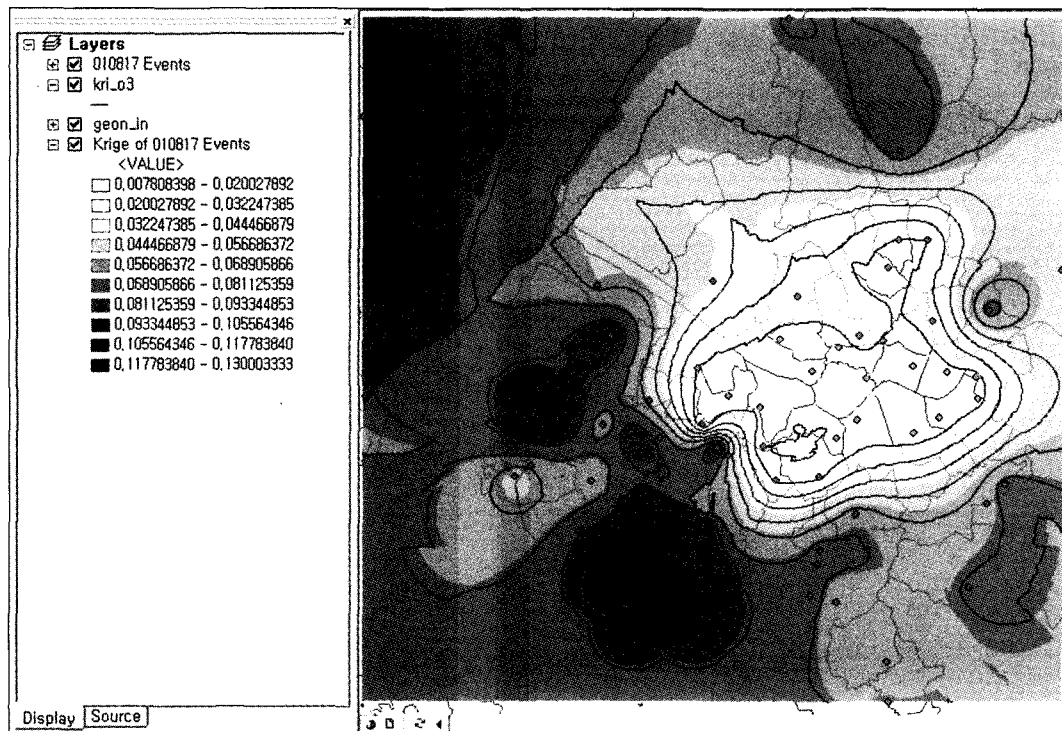 Layers
010817 Events
kri_o3
geon_in
Krige of 010817 Events
<VALUE>
0,007808398 - 0,020027892
0,020027892 - 0,032247385
0,032247385 - 0,044466879
0,044466879 - 0,056686372
0,056686372 - 0,068905866
0,068905866 - 0,081125359
0,081125359 - 0,093344853
0,093344853 - 0,105564346
0,105564346 - 0,117783840
0,117783840 - 0,130003333
Display
Source